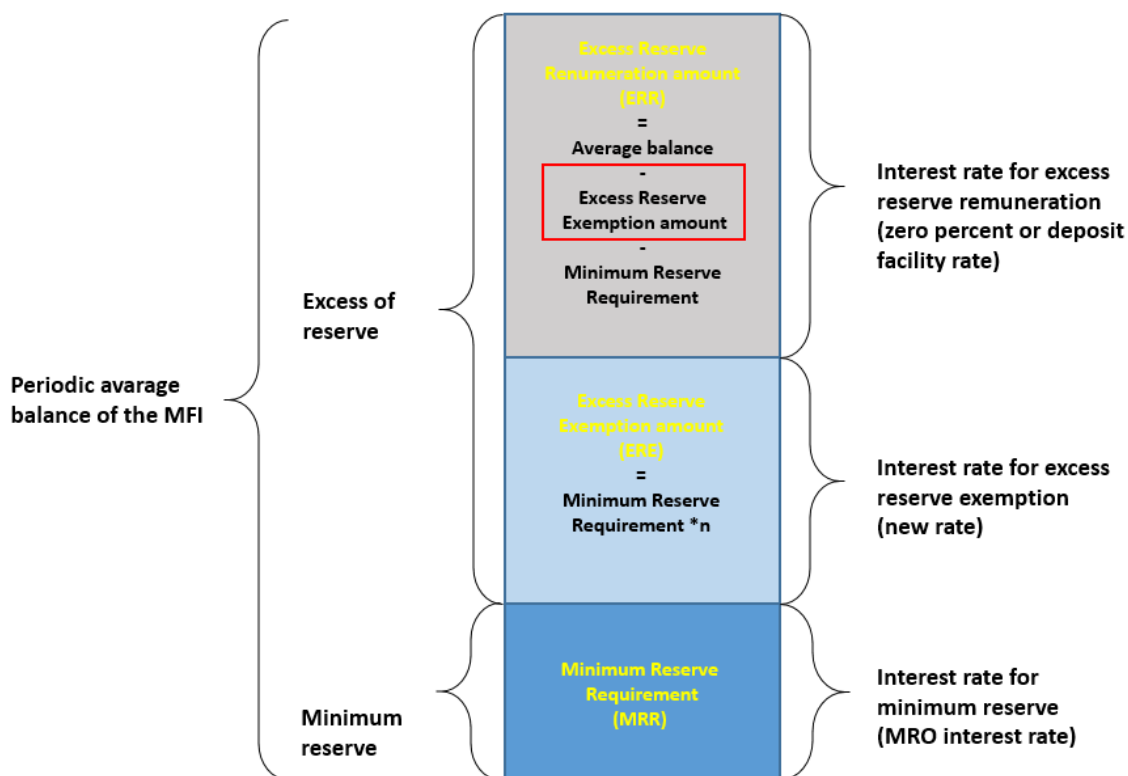 Periodic avarage
balance of the MFI
Excess of
reserve
Minimum
reserve
Excess Reserve
Renumeration amount
(ERR)
=
Average balance
-
Excess Reserve
Exemption amount
-
Minimum Reserve
Requirement
Excess Reserve
Exemption amount
(ERE)
=
Minimum Reserve
Requirement *n
Minimum Reserve
Requirement
(MRR)
Interest rate for excess
reserve remuneration
(zero percent or deposit
facility rate)
Interest rate for excess
reserve exemption
(new rate)
Interest rate for
minimum reserve
(MRO interest rate)